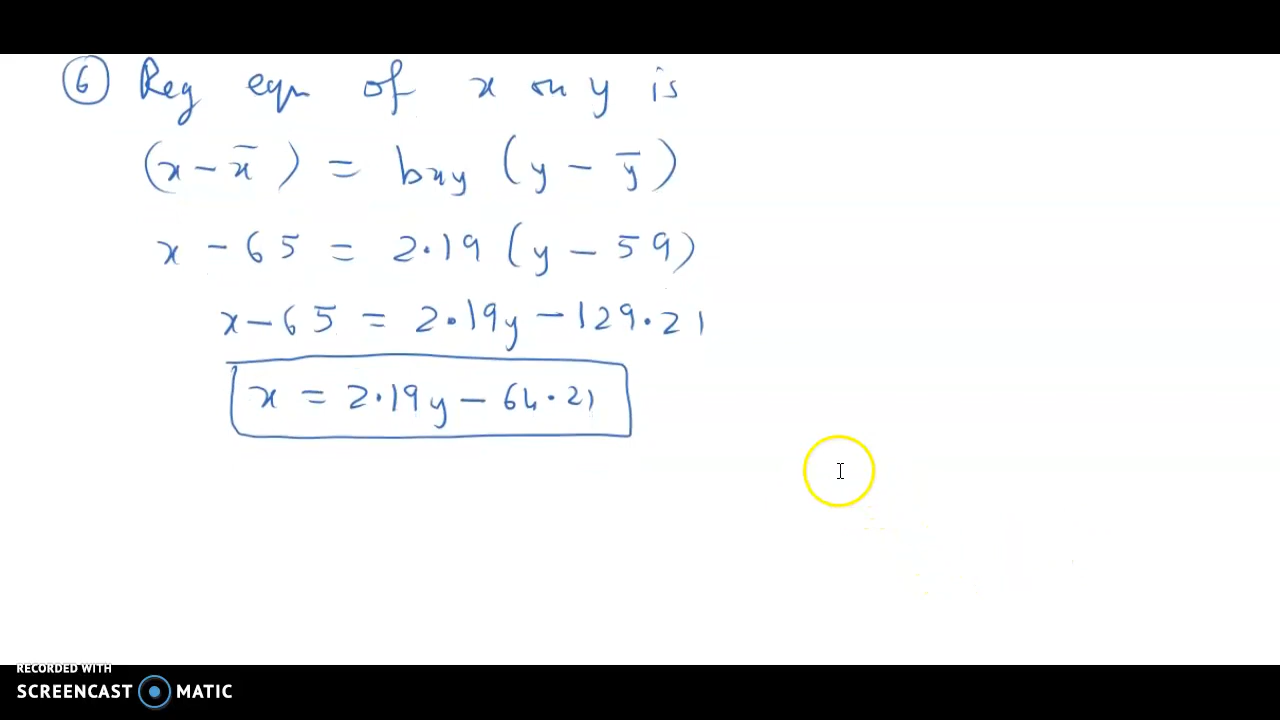 ⑥ Reg eqn of x on y is
(x - x̄) = bxy (y - ȳ)
x - 65 = 2.19 (y - 59)
x - 65 = 2.19y - 129.21
x = 2.19y - 64.21
RECORDED WITH
SCREENCAST MATIC